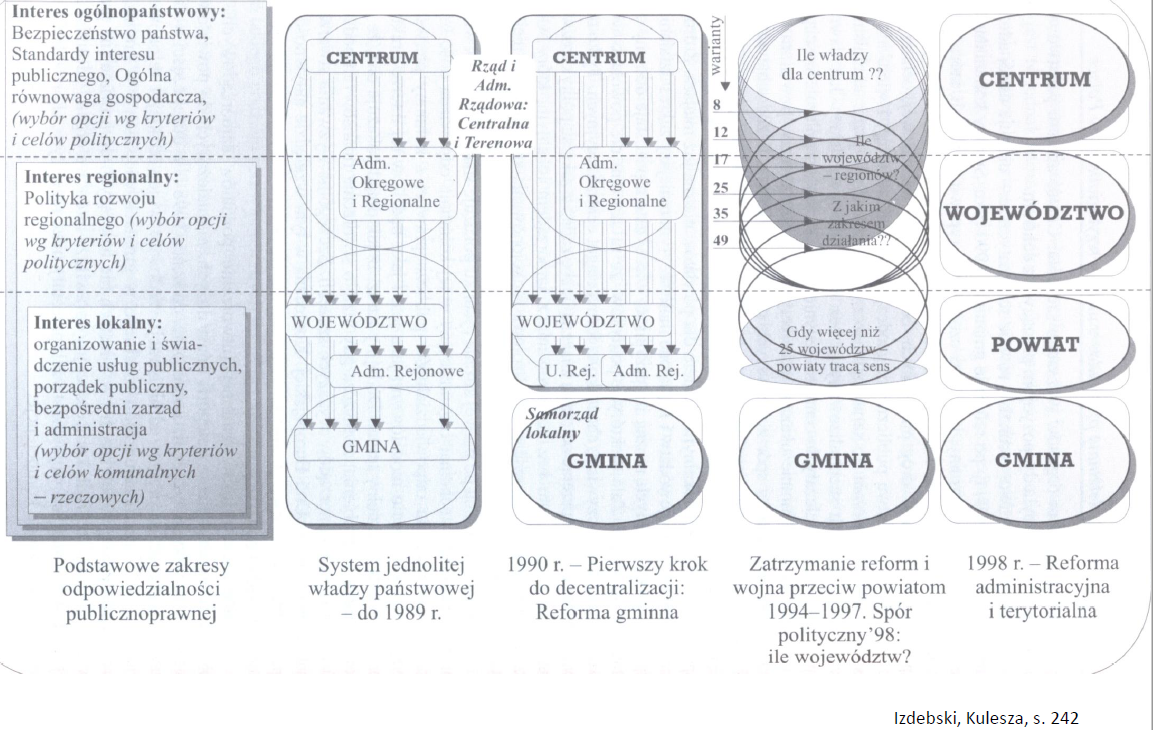 Interes ogólnopaństwowy:
Bezpieczeństwo państwa,
Standardy interesu
publicznego, Ogólna
równowaga gospodarcza,
(wybór opcji wg kryteriów
i celów politycznych)
Interes regionalny:
Polityka rozwoju
regionalnego (wybór opcji
wg kryteriów i celów
politycznych)
Interes lokalny:
organizowanie i świa-
dczenie usług publicznych,
porządek publiczny,
bezpośredni zarząd
i administracja
(wybór opcji wg kryteriów
i celów komunalnych
– rzeczowych)
Podstawowe zakresy
odpowiedzialności
publicznoprawnej
CENTRUM
Adm.
Okręgowe
i Regionalne
WOJEWÓDZTWO
Adm. Rejonowe
GMINA
System jednolitej
władzy państwowej
– do 1989 r.
Rząd i
Adm.
Rządowa:
Centralna
i Terenowa
CENTRUM
Adm.
Okręgowe
i Regionalne
WOJEWÓDZTWO
U. Rej.
Adm. Rej.
Samorząd
lokalny
GMINA
1990 r. – Pierwszy krok
do decentralizacji:
Reforma gminna
warianty
8
12
17
25
35
49
Ile władzy
dla centrum ??
Ile
województw
– regionów?
Z jakim
zakresem
działania??
Gdy więcej niż
25 województw –
powiaty tracą sens
GMINA
Zatrzymanie reform i
wojna przeciw powiatom
1994–1997. Spór
polityczny’98:
ile województw?
CENTRUM
WOJEWÓDZTWO
POWIAT
GMINA
1998 r. – Reforma
administracyjna
i terytorialna
Izdebski, Kulesza, s. 242